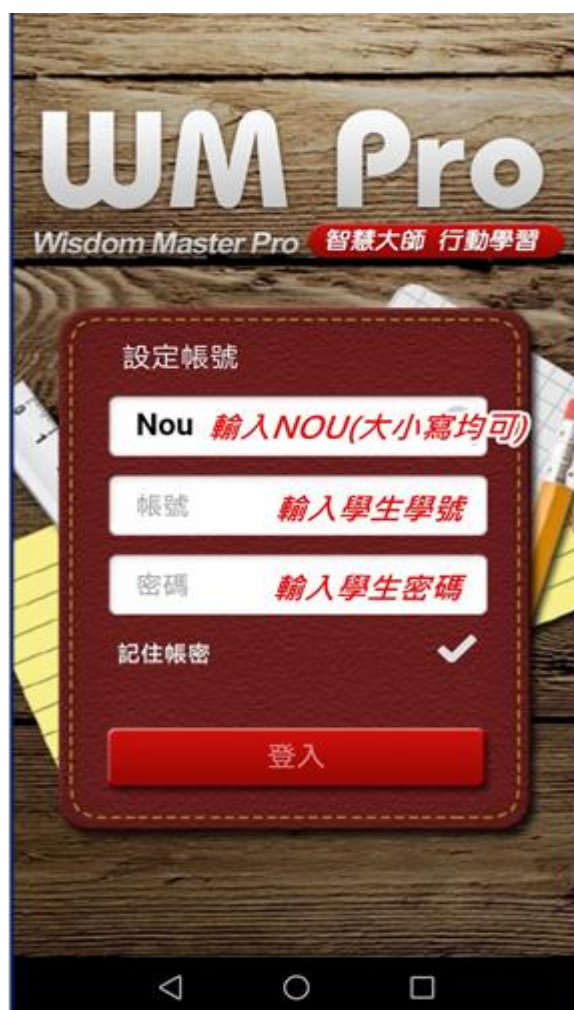 WM Pro
Wisdom Master Pro 智慧大師 行動學習
設定帳號
Nou 輸入NOU(大小寫均可)
帳號 輸入學生學號
密碼 輸入學生密碼
記住帳密
登入